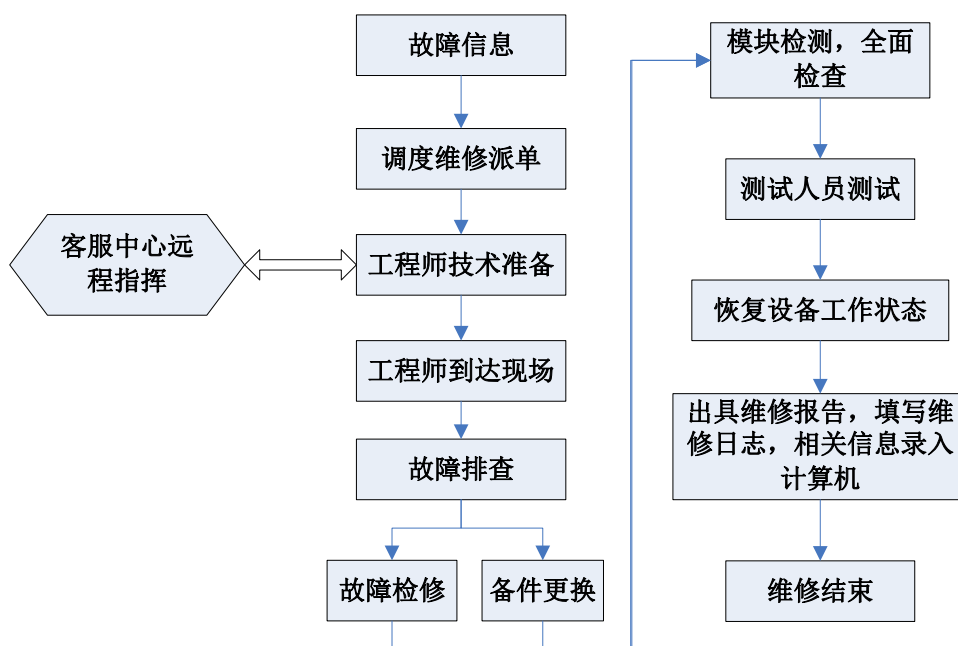 故障信息
调度维修派单
客服中心远
程指挥
工程师技术准备
工程师到达现场
故障排查
故障检修
备件更换
模块检测，全面
检查
测试人员测试
恢复设备工作状态
出具维修报告，填写维
修日志，相关信息录入
计算机
维修结束